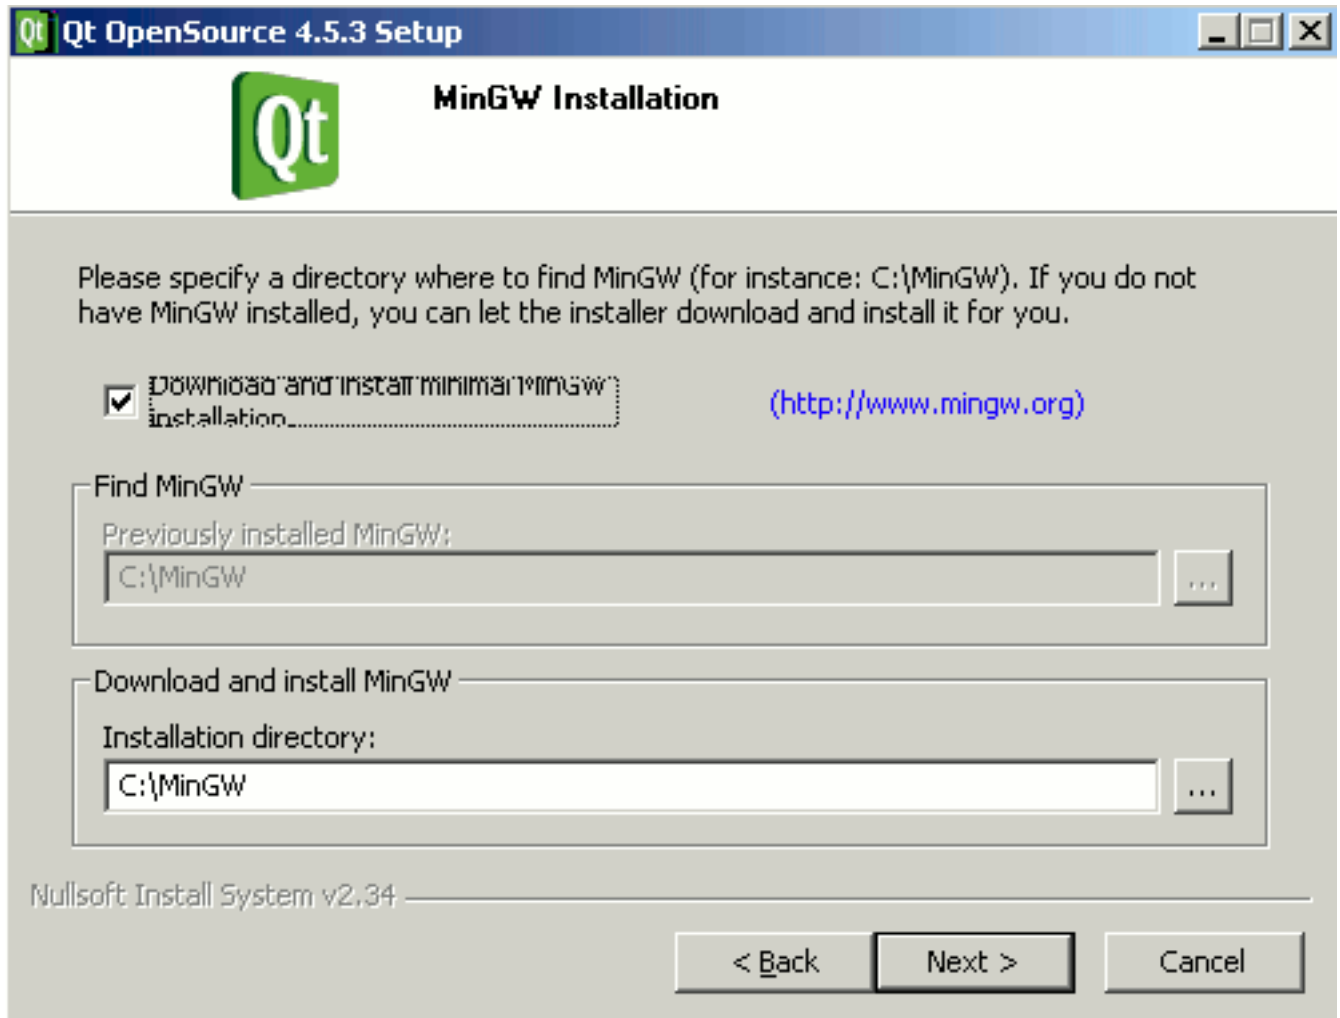 Qt Qt OpenSource 4.5.3 Setup
Qt
MinGW Installation
Please specify a directory where to find MinGW (for instance: C:\MinGW). If you do not
have MinGW installed, you can let the installer download and install it for you.
Download and install minimal MinGW
installation.
(http://www.mingw.org)
Find MinGW
Previously installed MinGW:
C:\MinGW
...
Download and install MinGW
Installation directory:
C:\MinGW
...
Nullsoft Install System v2.34
< Back
Next >
Cancel